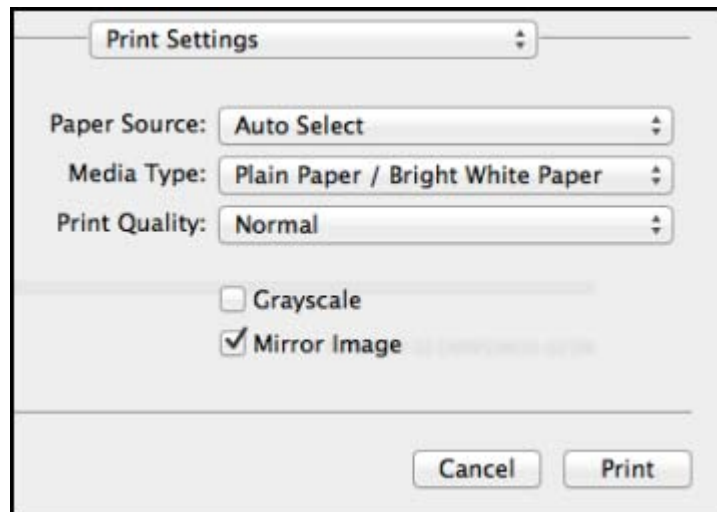 Print Settings
Paper Source: Auto Select
Media Type: Plain Paper / Bright White Paper
Print Quality: Normal
Grayscale
Mirror Image
Cancel Print